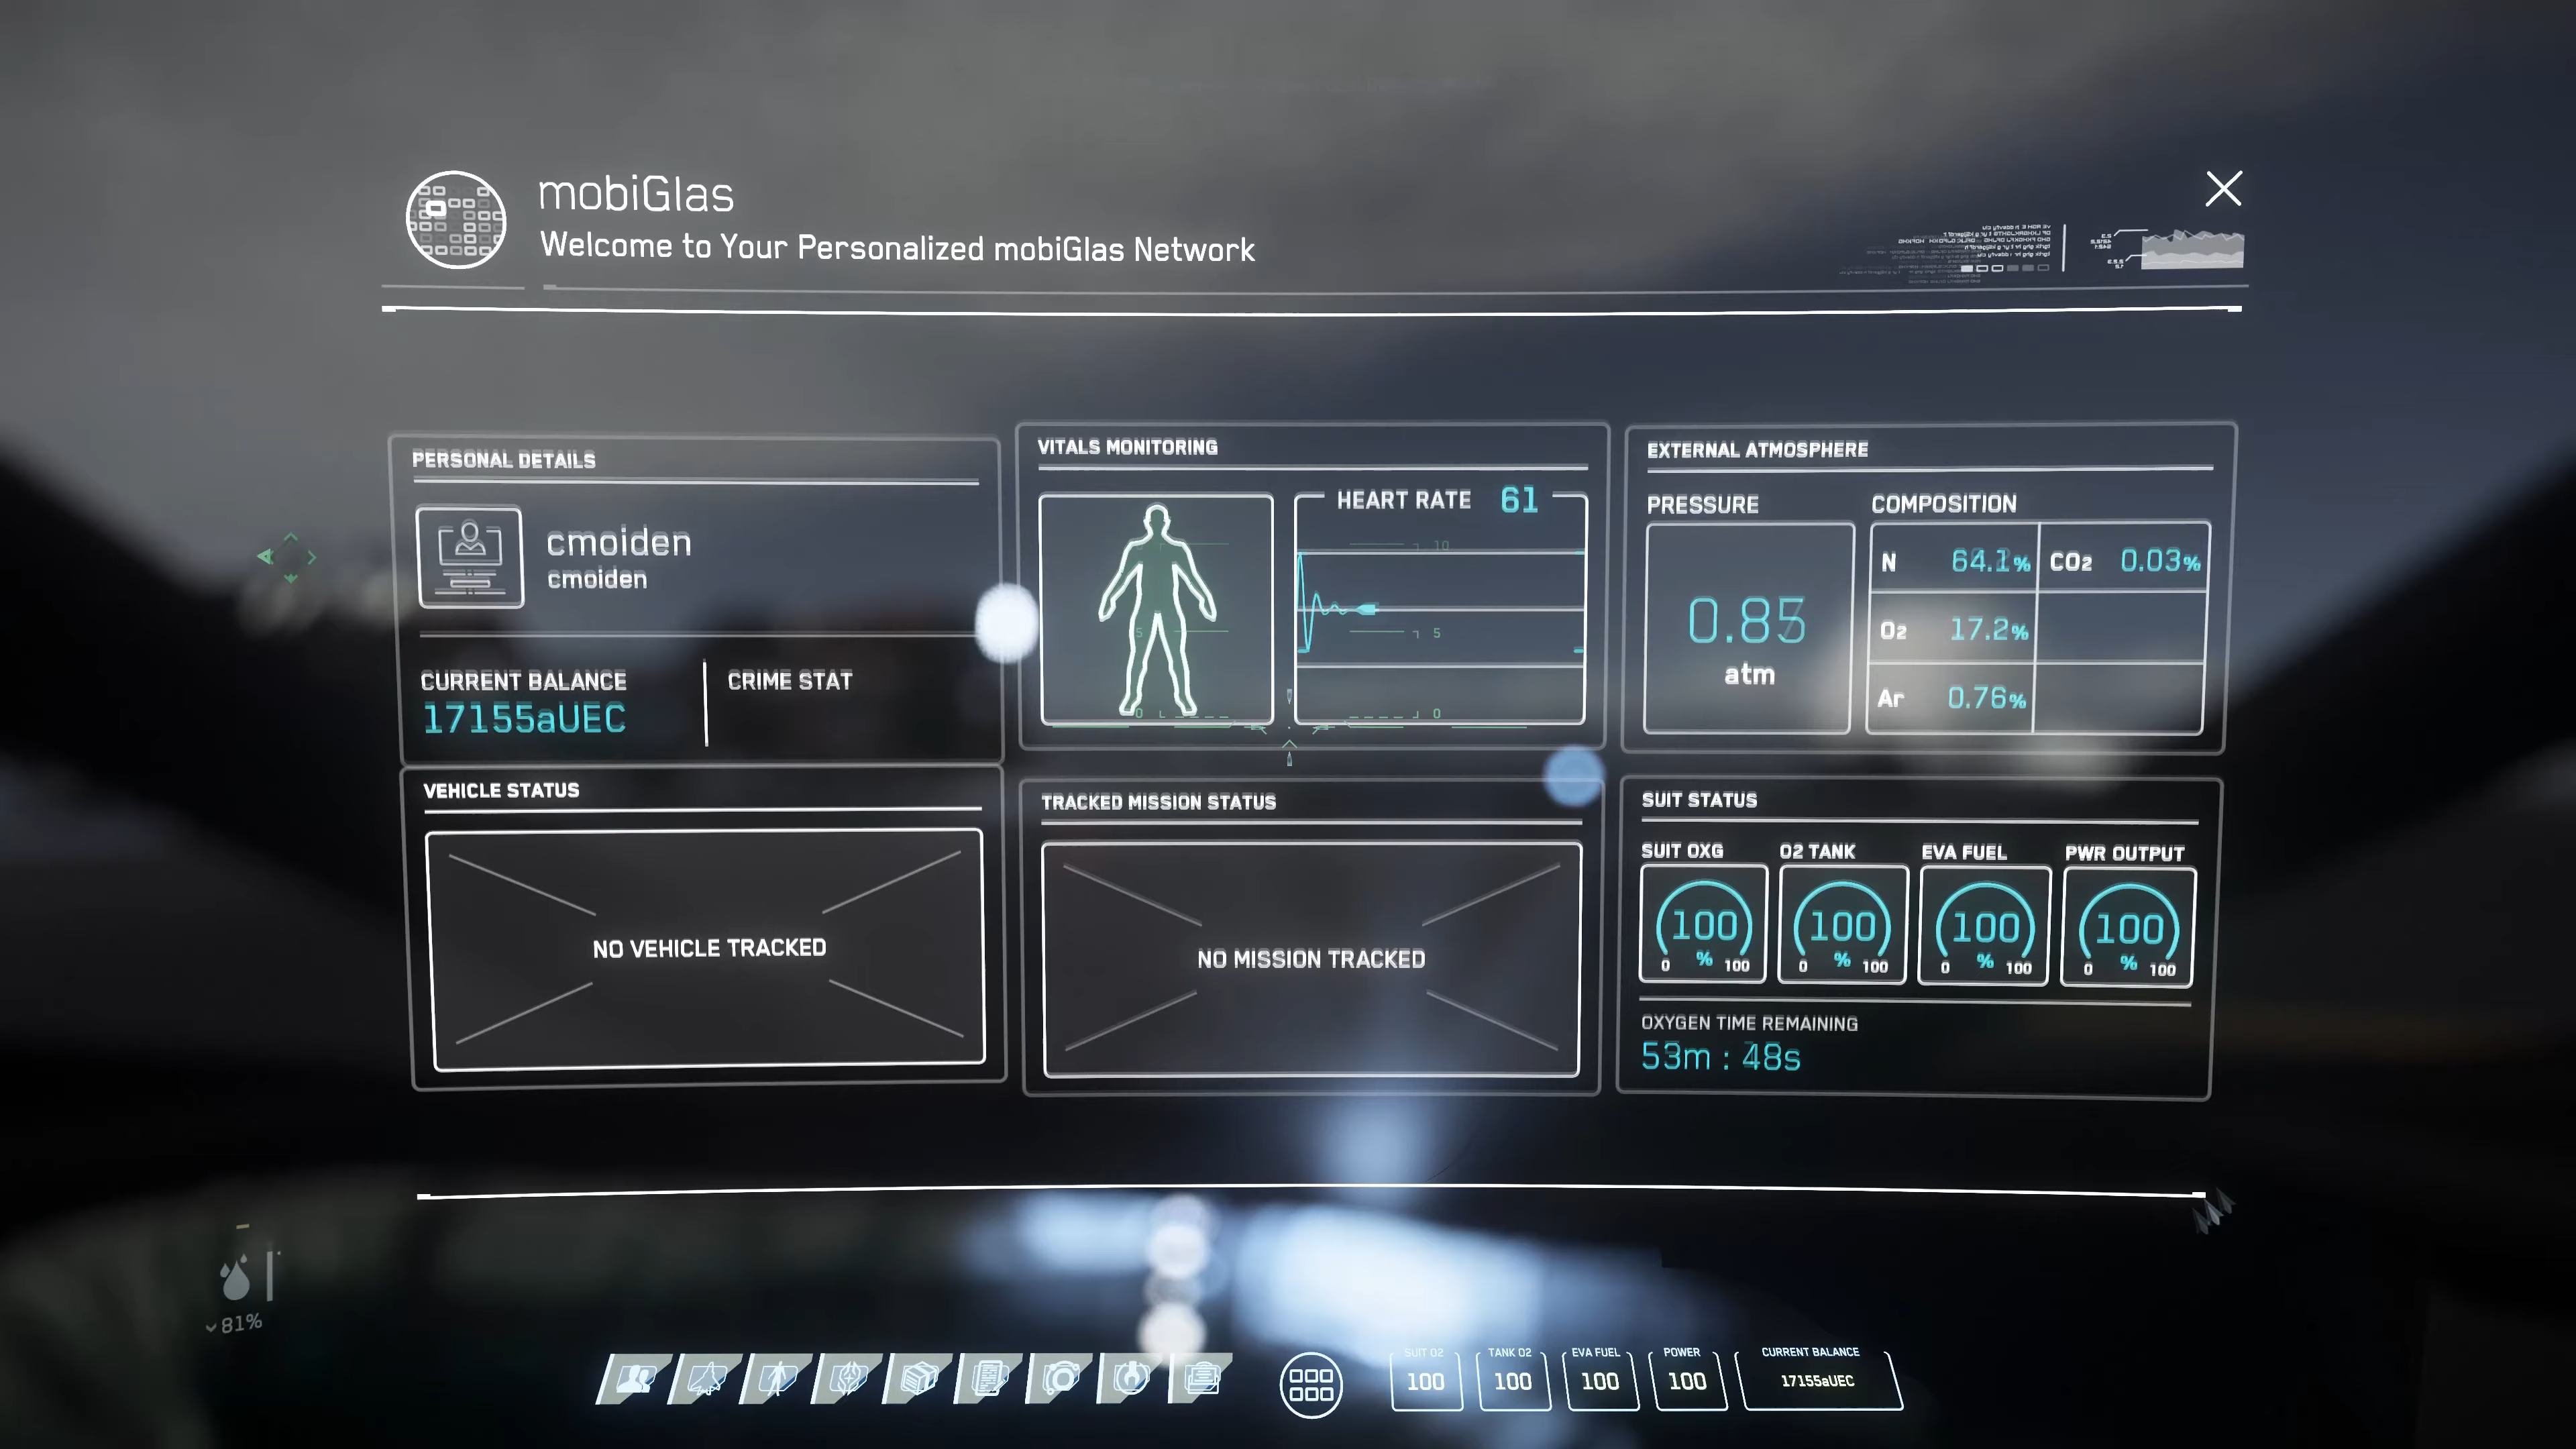 mobiGlas
Welcome to Your Personalized mobiGlas Network
PERSONAL DETAILS
cmoiden
cmoiden
CURRENT BALANCE
17155aUEC
CRIME STAT
VITALS MONITORING
HEART RATE 61
10
5
5
0
0
EXTERNAL ATMOSPHERE
PRESSURE
0.85
atm
COMPOSITION
N 64.1% CO2 0.03%
O2 17.2%
Ar 0.76%
VEHICLE STATUS
NO VEHICLE TRACKED
TRACKED MISSION STATUS
NO MISSION TRACKED
SUIT STATUS
SUIT OXG O2 TANK EVA FUEL PWR OUTPUT
100 100 100 100
0 % 100 0 % 100 0 % 100 0 % 100
OXYGEN TIME REMAINING
53m : 48s
81%
SUIT O2 TANK O2 EVA FUEL POWER CURRENT BALANCE
100 100 100 100 17155aUEC